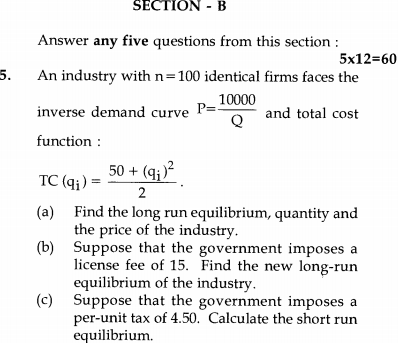 SECTION - B
Answer any five questions from this section :
5x12=60
5. An industry with n=100 identical firms faces the
inverse demand curve P=10000/Q and total cost
function :
TC (qi) = 50 + (qi)²/2 .
(a) Find the long run equilibrium, quantity and
the price of the industry.
(b) Suppose that the government imposes a
license fee of 15. Find the new long-run
equilibrium of the industry.
(c) Suppose that the government imposes a
per-unit tax of 4.50. Calculate the short run
equilibrium.